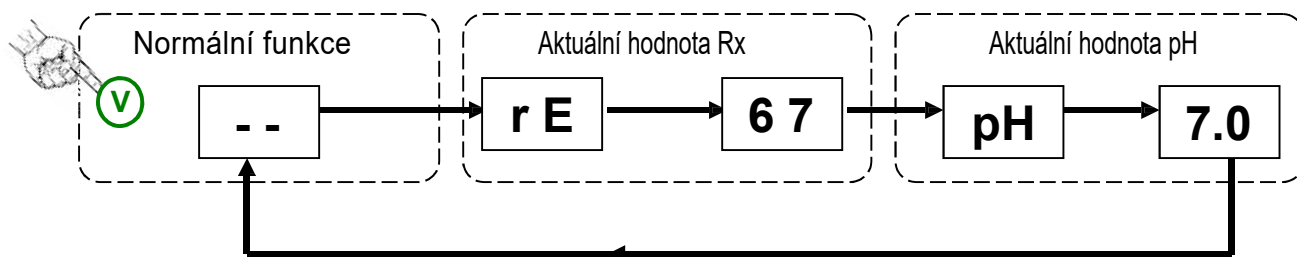 Normální funkce
Aktuální hodnota Rx
Aktuální hodnota pH
V
- -
r E
6 7
pH
7.0